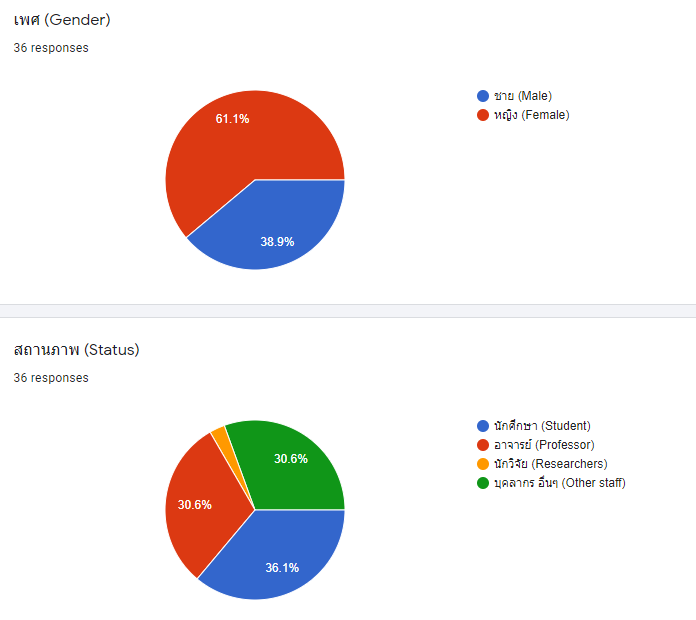 เพศ (Gender)
36 responses
61.1%
38.9%
ชาย (Male)
หญิง (Female)
สถานภาพ (Status)
36 responses
30.6%
30.6%
36.1%
นักศึกษา (Student)
อาจารย์ (Professor)
นักวิจัย (Researchers)
บุคลากร อื่นๆ (Other staff)